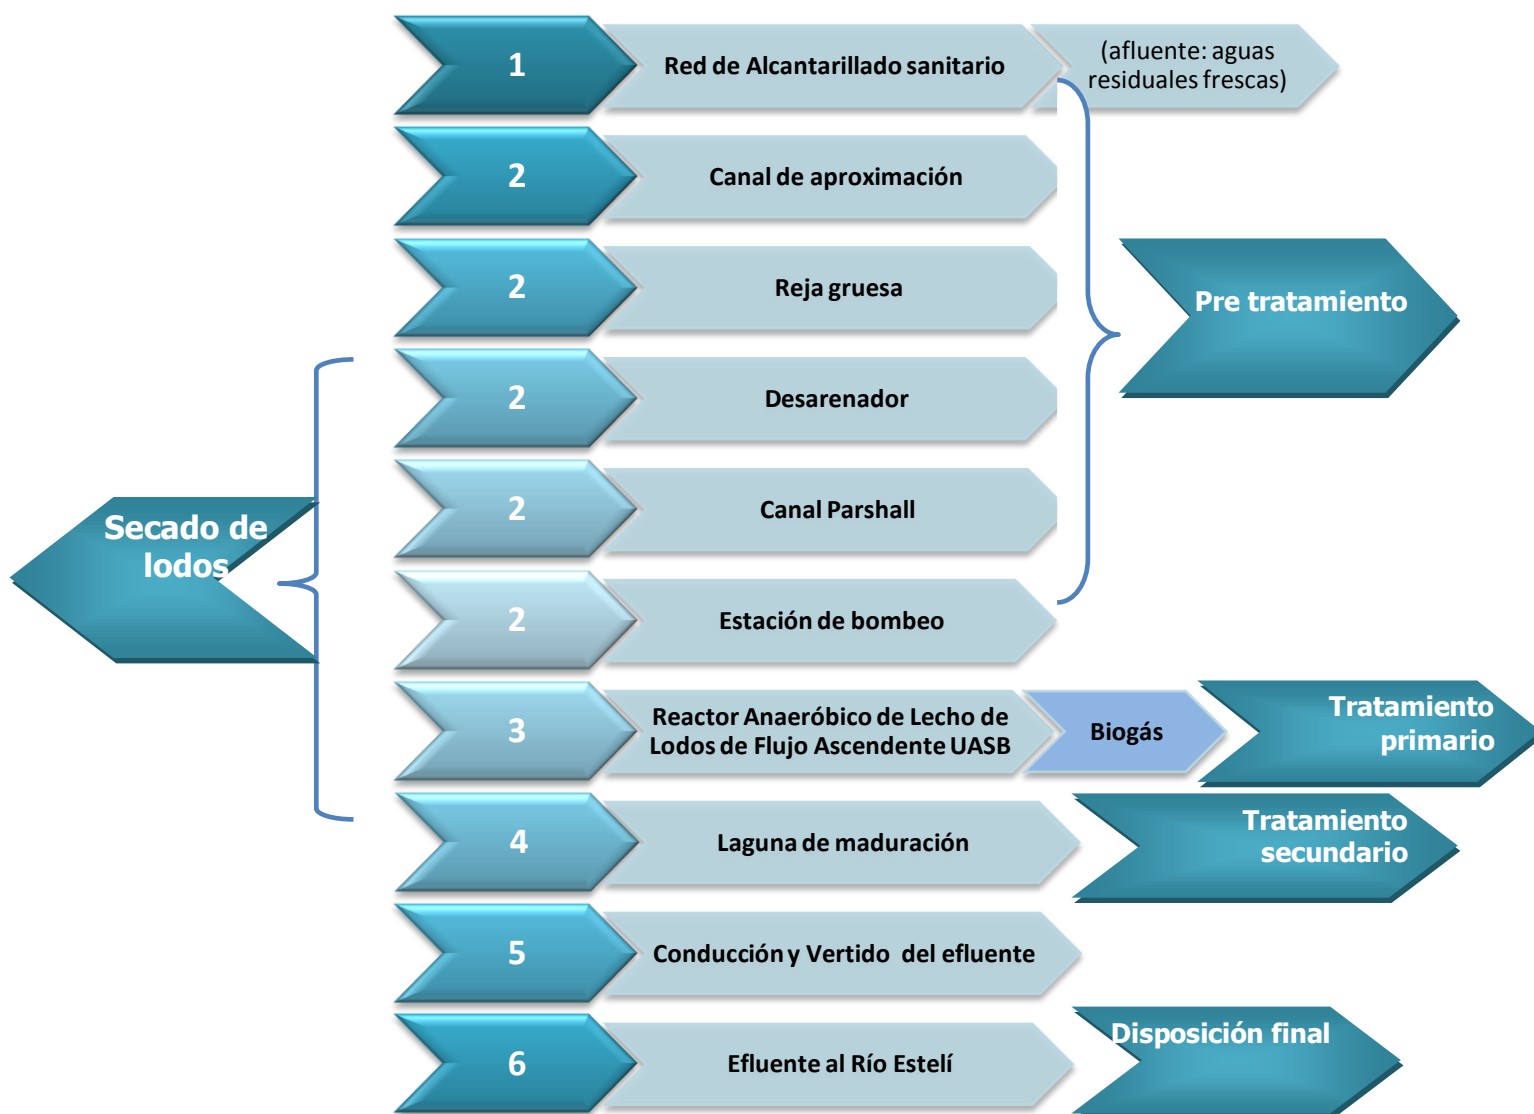 1
Red de Alcantarillado sanitario
(afluente: aguas
residuales frescas)
2
Canal de aproximación
2
Reja gruesa
Pre tratamiento
2
Desarenador
2
Canal Parshall
Secado de
lodos
2
Estación de bombeo
3
Reactor Anaeróbico de Lecho de
Lodos de Flujo Ascendente UASB
Biogás
Tratamiento
primario
4
Laguna de maduración
Tratamiento
secundario
5
Conducción y Vertido del efluente
6
Efluente al Río Estelí
Disposición final